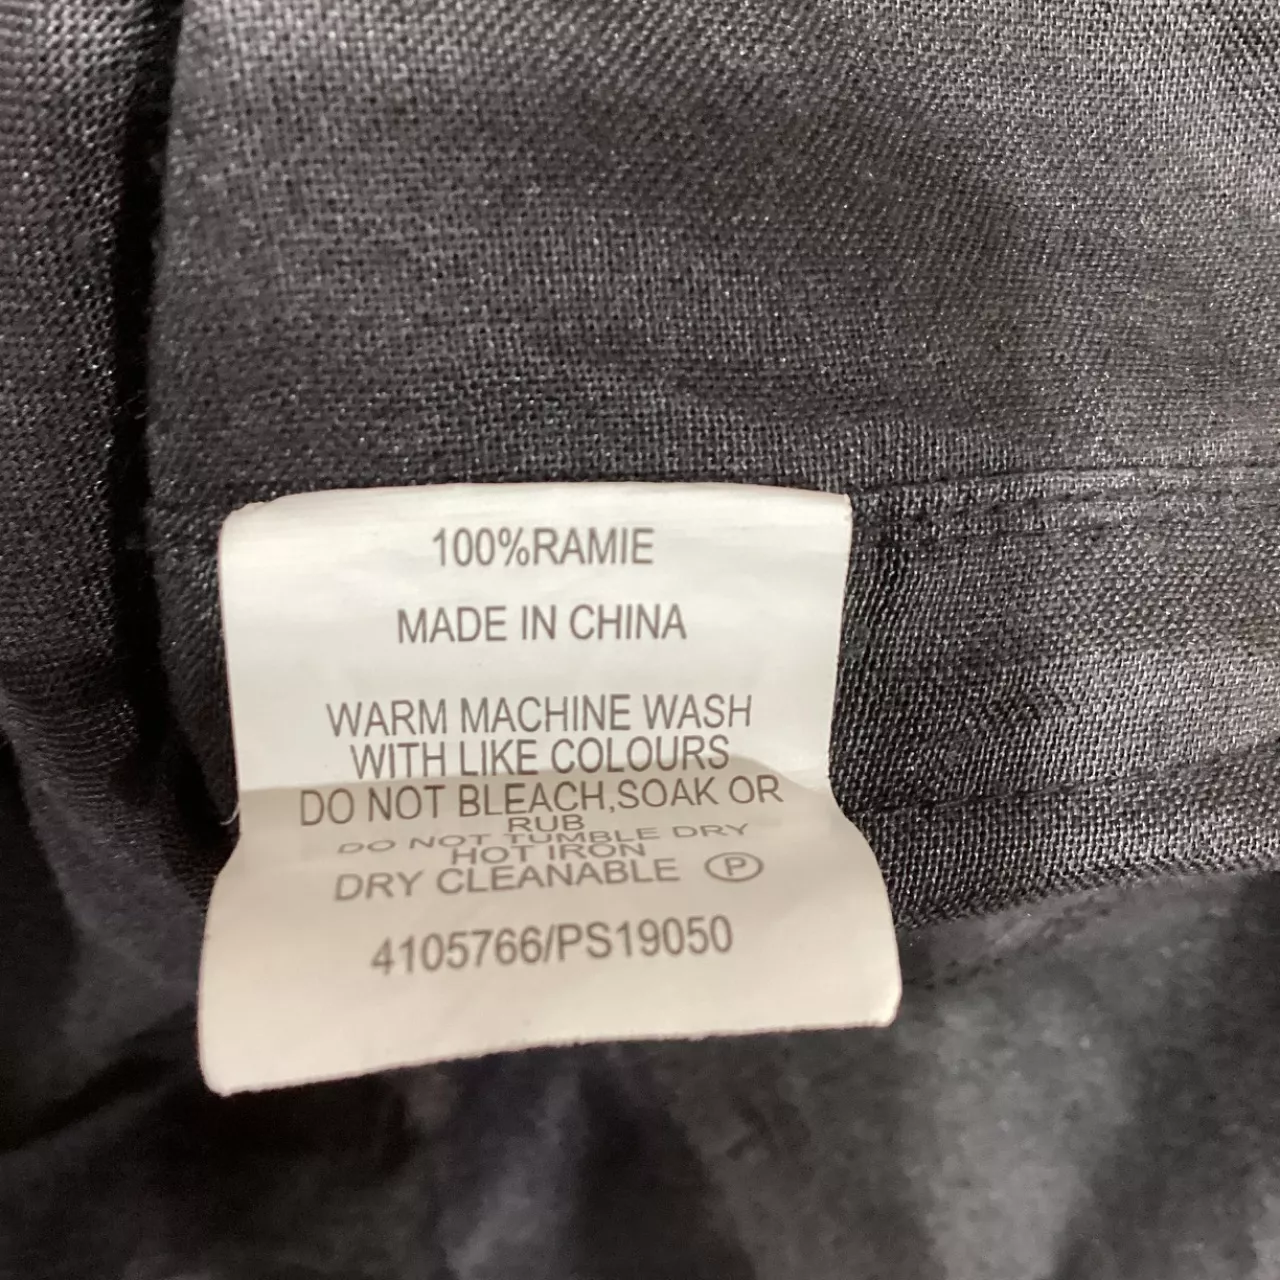 100%RAMIE
MADE IN CHINA
WARM MACHINE WASH
WITH LIKE COLOURS
DO NOT BLEACH,SOAK OR
RUB
DO NOT TUMBLE DRY
HOT IRON
DRY CLEANABLE Ⓟ
4105766/PS19050